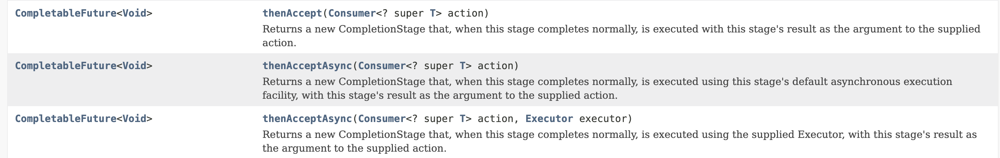 CompletableFuture<Void> thenAccept(Consumer<? super T> action)
Returns a new CompletionStage that, when this stage completes normally, is executed with this stage's result as the argument to the supplied
action.
CompletableFuture<Void> thenAcceptAsync(Consumer<? super T> action)
Returns a new CompletionStage that, when this stage completes normally, is executed using this stage's default asynchronous execution
facility, with this stage's result as the argument to the supplied action.
CompletableFuture<Void> thenAcceptAsync(Consumer<? super T> action, Executor executor)
Returns a new CompletionStage that, when this stage completes normally, is executed using the supplied Executor, with this stage's result as
the argument to the supplied action.